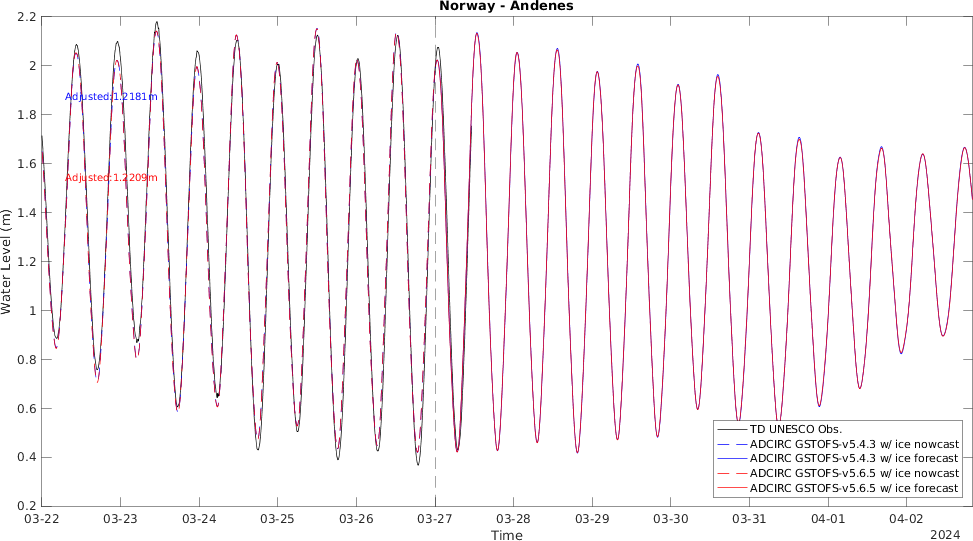 Norway - Andenes
2.2
2
1.8
1.6
1.4
1.2
1
0.8
0.6
0.4
0.2
Water Level (m)
Adjusted:1.2181m
Adjusted:1.2209m
TD UNESCO Obs.
ADCIRC GSTOFS-v5.4.3 w/ ice nowcast
ADCIRC GSTOFS-v5.4.3 w/ ice forecast
ADCIRC GSTOFS-v5.6.5 w/ ice nowcast
ADCIRC GSTOFS-v5.6.5 w/ ice forecast
03-22 03-23 03-24 03-25 03-26 03-27 03-28 03-29 03-30 03-31 04-01 04-02
Time
2024